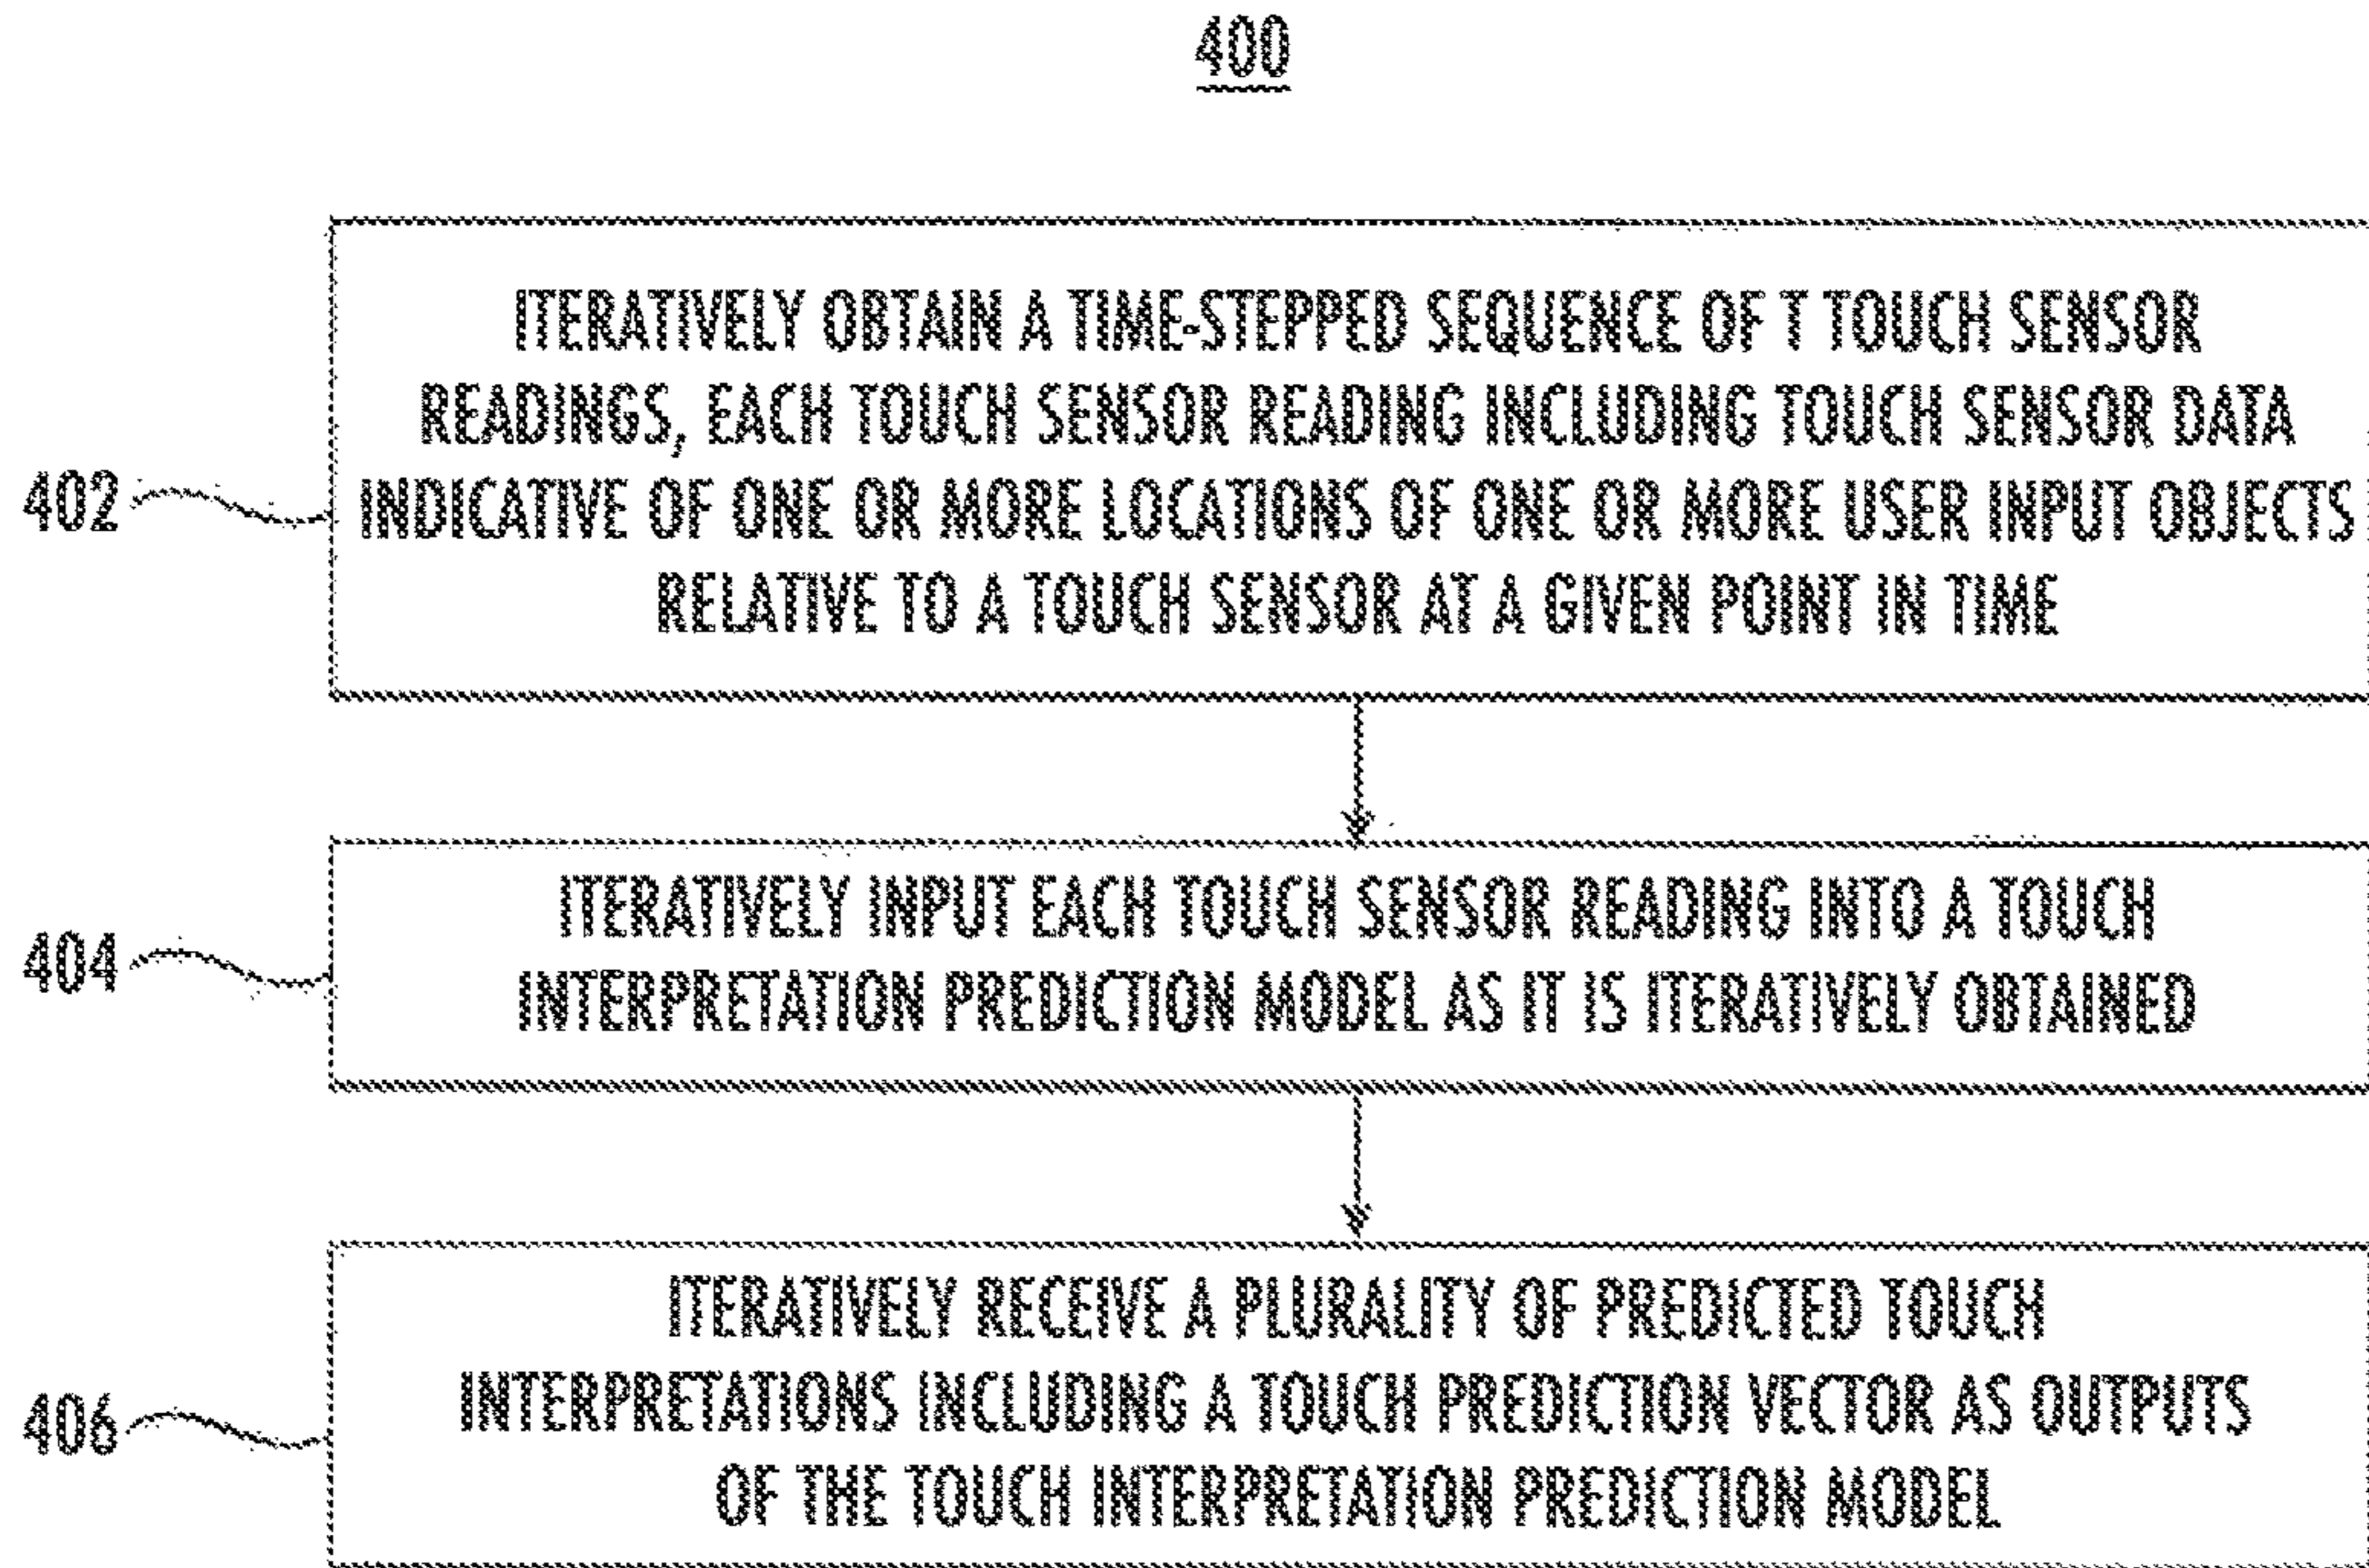 400
ITERATIVELY OBTAIN A TIME-STEPPED SEQUENCE OF T TOUCH SENSOR
READINGS, EACH TOUCH SENSOR READING INCLUDING TOUCH SENSOR DATA
402
INDICATIVE OF ONE OR MORE LOCATIONS OF ONE OR MORE USER INPUT OBJECTS
RELATIVE TO A TOUCH SENSOR AT A GIVEN POINT IN TIME
ITERATIVELY INPUT EACH TOUCH SENSOR READING INTO A TOUCH
404
INTERPRETATION PREDICTION MODEL AS IT IS ITERATIVELY OBTAINED
ITERATIVELY RECEIVE A PLURALITY OF PREDICTED TOUCH
406
INTERPRETATIONS INCLUDING A TOUCH PREDICTION VECTOR AS OUTPUTS
OF THE TOUCH INTERPRETATION PREDICTION MODEL